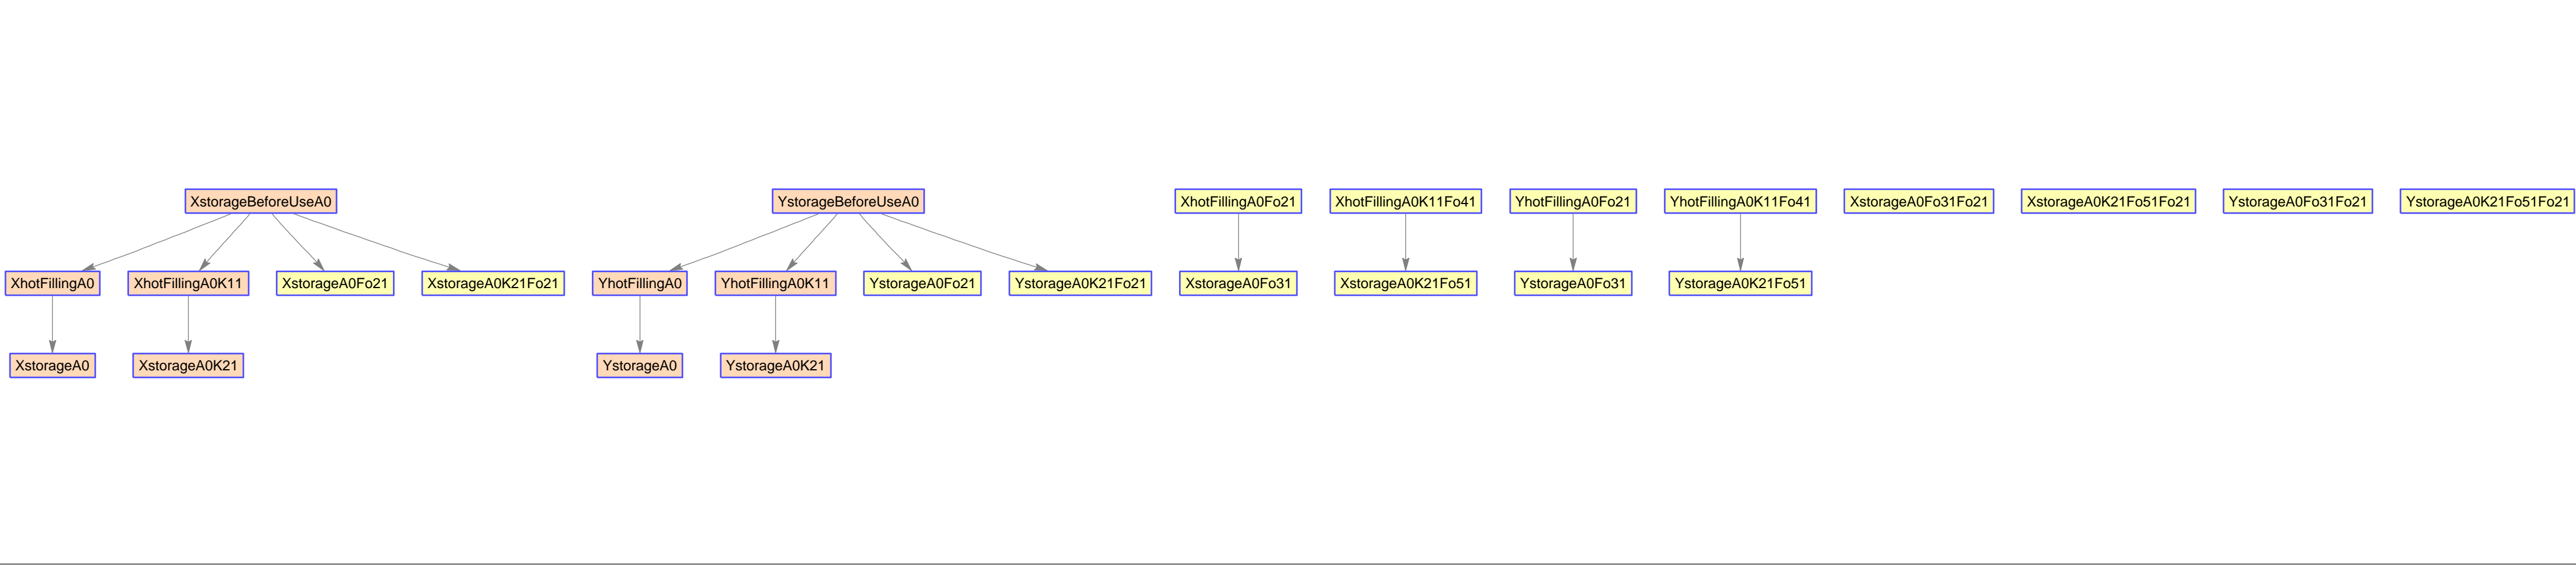 XstorageBeforeUseA0
YstorageBeforeUseA0
XhotFillingA0Fo21
XhotFillingA0K11Fo41
YhotFillingA0Fo21
YhotFillingA0K11Fo41
XstorageA0Fo31Fo21
XstorageA0K21Fo51Fo21
YstorageA0Fo31Fo21
YstorageA0K21Fo51Fo21
XhotFillingA0
XhotFillingA0K11
XstorageA0Fo21
XstorageA0K21Fo21
YhotFillingA0
YhotFillingA0K11
YstorageA0Fo21
YstorageA0K21Fo21
XstorageA0Fo31
XstorageA0K21Fo51
YstorageA0Fo31
YstorageA0K21Fo51
XstorageA0
XstorageA0K21
YstorageA0
YstorageA0K21